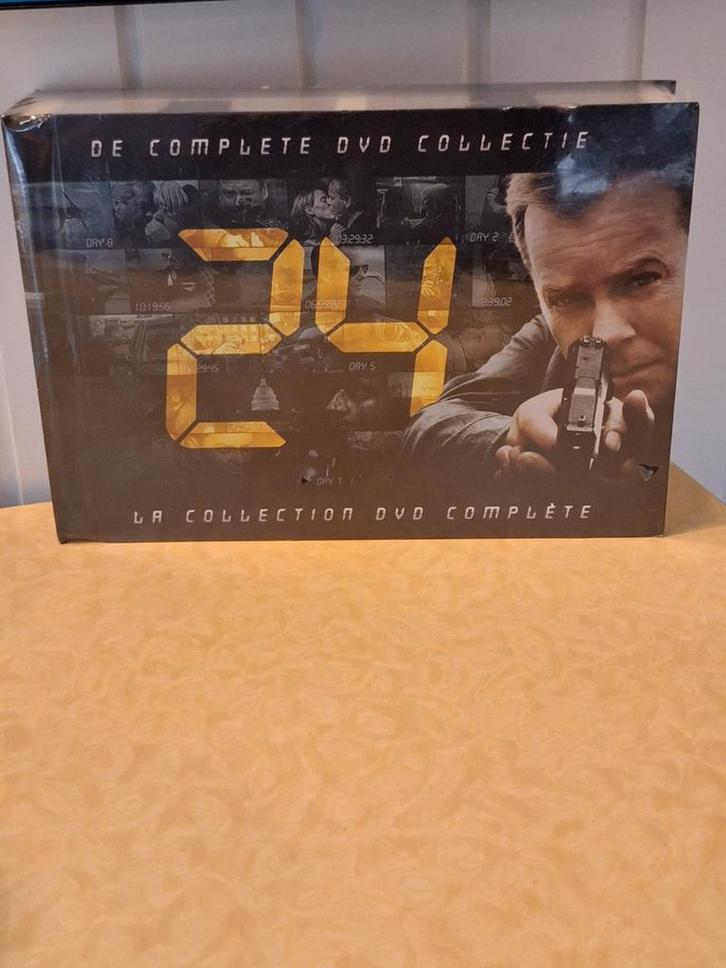 DE COMPLETE DVD COLLECTIE
DAY 8
03:29:32
DAY 2
10:19:56
24
DAY 5
DAY 7
LA COLLECTION DVD COMPLÈTE